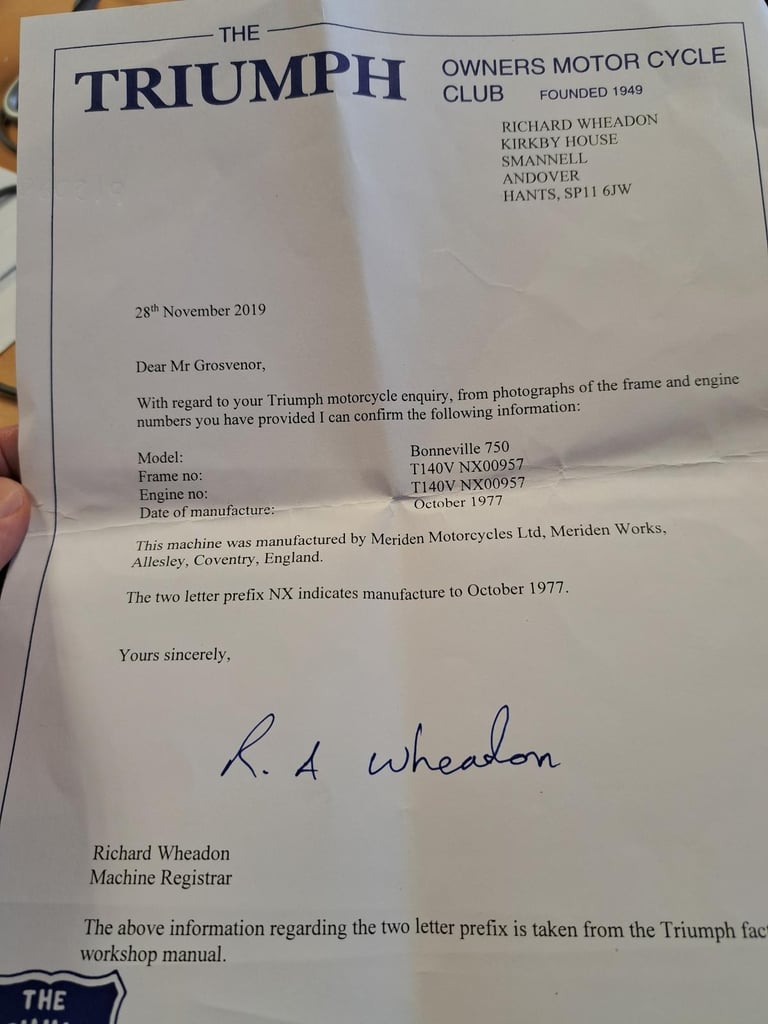 THE
TRIUMPH
OWNERS MOTOR CYCLE
CLUB FOUNDED 1949
RICHARD WHEADON
KIRKBY HOUSE
SMANNELL
ANDOVER
HANTS, SP11 6JW
28th November 2019
Dear Mr Grosvenor,
With regard to your Triumph motorcycle enquiry, from photographs of the frame and engine
numbers you have provided I can confirm the following information:
Model: Bonneville 750
Frame no: T140V NX00957
Engine no: T140V NX00957
Date of manufacture: October 1977
This machine was manufactured by Meriden Motorcycles Ltd, Meriden Works,
Allesley, Coventry, England.
The two letter prefix NX indicates manufacture to October 1977.
Yours sincerely,
R. A Wheadon
Richard Wheadon
Machine Registrar
The above information regarding the two letter prefix is taken from the Triumph fac
workshop manual.
THE